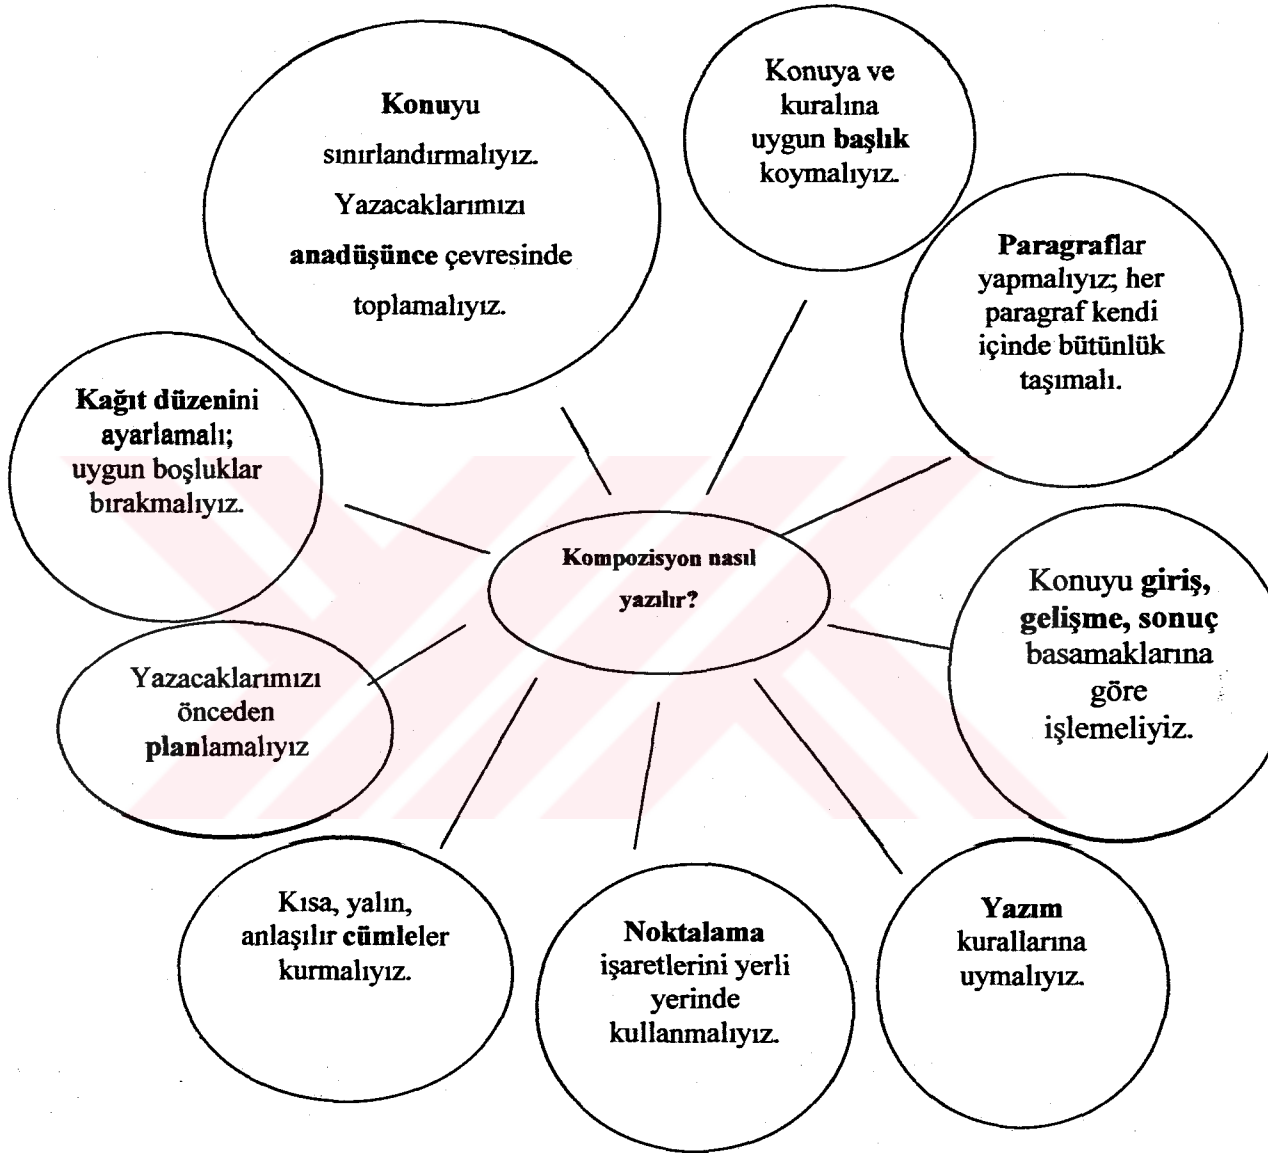 Konuyu
sınırlandırmalıyız.
Yazacaklarımızı
anadüşünce çevresinde
toplamalıyız.
Konuya ve
kuralına
uygun başlık
koymalıyız.
Paragraflar
yapmalıyız; her
paragraf kendi
içinde bütünlük
taşımalı.
Kağıt düzenini
ayarlamalı;
uygun boşluklar
bırakmalıyız.
Kompozisyon nasıl
yazılır?
Konuyu giriş,
gelişme, sonuç
basamaklarına
göre
işlemeliyiz.
Yazacaklarımızı
önceden
planlamalıyız
Kısa, yalın,
anlaşılır cümleler
kurmalıyız.
Noktalama
işaretlerini yerli
yerinde
kullanmalıyız.
Yazım
kurallarına
uymalıyız.